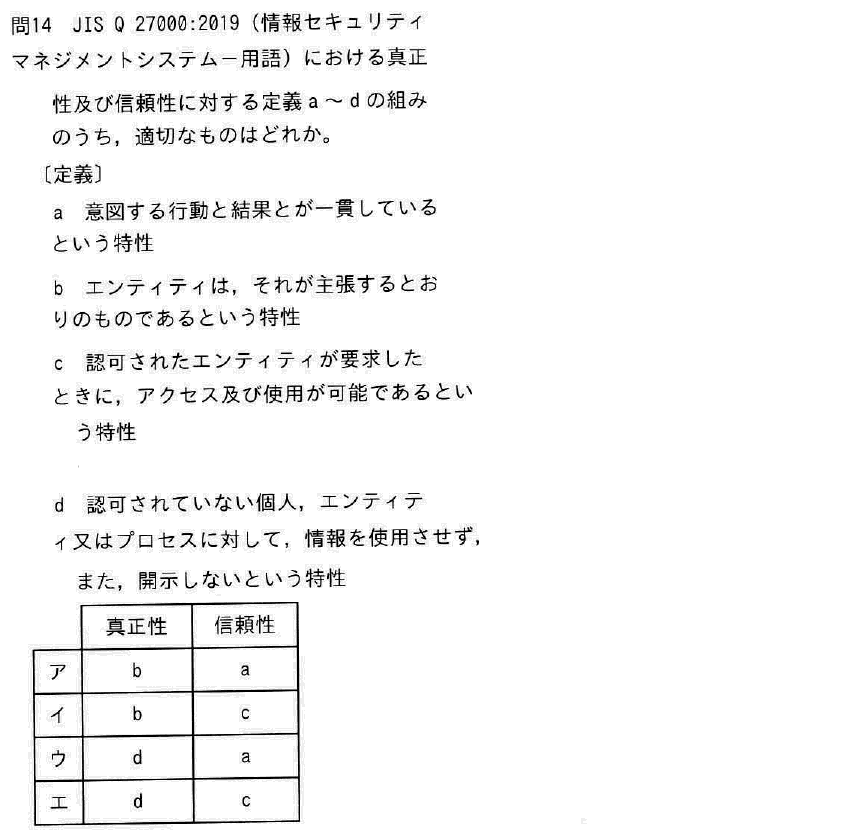 問14 JIS Q 27000:2019（情報セキュリティ
マネジメントシステム－用語）における真正
性及び信頼性に対する定義a～dの組み
のうち，適切なものはどれか。
〔定義〕
a 意図する行動と結果とが一貫している
という特性
b エンティティは，それが主張するとお
りのものであるという特性
c 認可されたエンティティが要求した
ときに，アクセス及び使用が可能であるとい
う特性
d 認可されていない個人，エンティテ
ィ又はプロセスに対して，情報を使用させず，
また，開示しないという特性
真正性 信頼性
ア b a
イ b c
ウ d a
エ d c